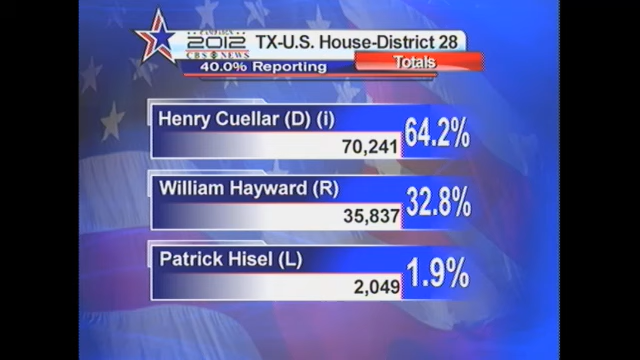 CAMPAIGN
2012
CBS NEWS
TX-U.S. House-District 28
40.0% Reporting
Totals
Henry Cuellar (D) (i)
70,241
64.2%
William Hayward (R)
35,837
32.8%
Patrick Hisel (L)
2,049
1.9%